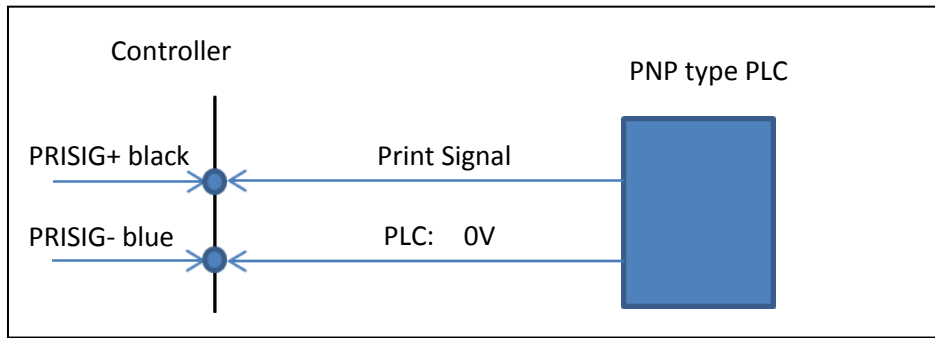 Controller
PNP type PLC
PRISIG+ black
Print Signal
PRISIG- blue
PLC: 0V